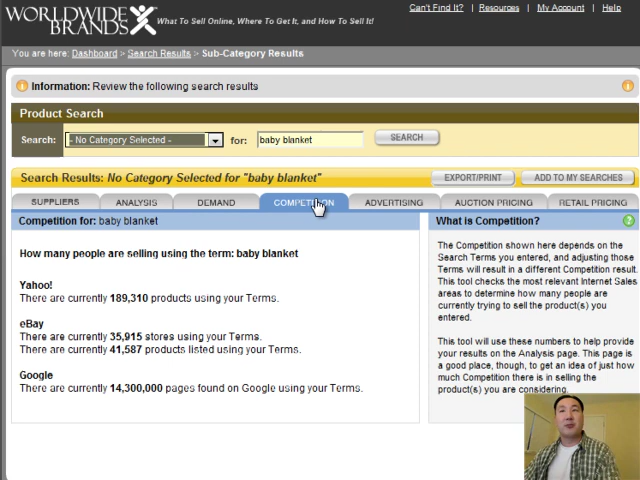 WORLDWIDE BRANDS What To Sell Online, Where To Get It, and How To Sell It!
Can't Find It? | Resources | My Account | Help
You are here: Dashboard > Search Results > Sub-Category Results
Information: Review the following search results
Product Search
Search: - No Category Selected - for: baby blanket SEARCH
Search Results: No Category Selected for "baby blanket" EXPORT/PRINT ADD TO MY SEARCHES
SUPPLIERS ANALYSIS DEMAND COMPETITION ADVERTISING AUCTION PRICING RETAIL PRICING
Competition for: baby blanket
How many people are selling using the term: baby blanket
Yahoo!
There are currently 189,310 products using your Terms.
eBay
There are currently 35,915 stores using your Terms.
There are currently 41,587 products listed using your Terms.
Google
There are currently 14,300,000 pages found on Google using your Terms.
What is Competition? ?
The Competition shown here depends on the
Search Terms you entered, and adjusting those
Terms will result in a different Competition result.
This tool checks the most relevant Internet Sales
areas to determine how many people are
currently trying to sell the product(s) you
entered.
This tool will use these numbers to help provide
your results on the Analysis page. This page is
a good place, though, to get an idea of just how
much Competition there is in selling the
product(s) you are considering.